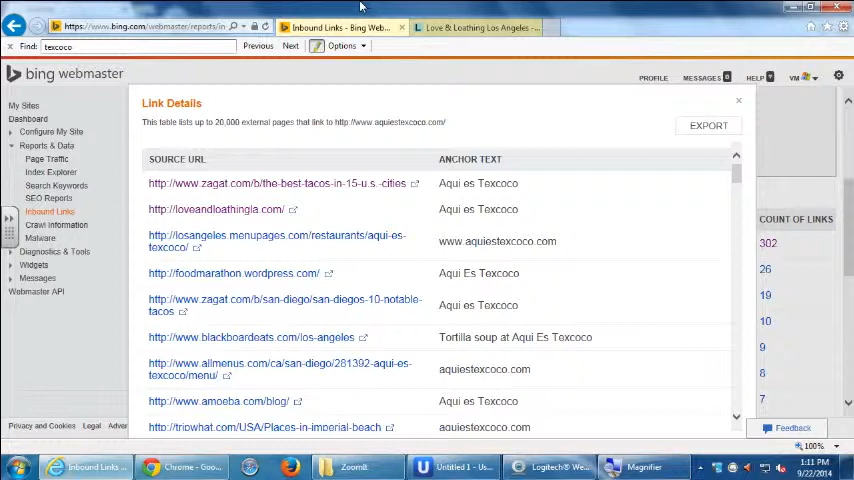 https://www.bing.com/webmaster/reports/in
Inbound Links - Bing Web...
Love & Loathing Los Angeles -...
Find: texcoco
Previous Next Options
bing webmaster
PROFILE MESSAGES HELP VM
My Sites
Dashboard
Configure My Site
Reports & Data
Page Traffic
Index Explorer
Search Keywords
SEO Reports
Inbound Links
Crawl Information
Malware
Diagnostics & Tools
Widgets
Messages
Webmaster API
Privacy and Cookies Legal Adver
Link Details
This table lists up to 20,000 external pages that link to http://www.aquiestexcoco.com/
EXPORT
SOURCE URL ANCHOR TEXT
http://www.zagat.com/b/the-best-tacos-in-15-u.s.-cities Aqui es Texcoco
http://loveandloathingla.com/ Aqui es Texcoco
http://losangeles.menupages.com/restaurants/aqui-es-
texcoco/ www.aquiestexcoco.com
http://foodmarathon.wordpress.com/ Aqui Es Texcoco
http://www.zagat.com/b/san-diego/san-diegos-10-notable-
tacos Aqui es Texcoco
http://www.blackboardeats.com/los-angeles Tortilla soup at Aqui Es Texcoco
http://www.allmenus.com/ca/san-diego/281392-aqui-es-
texcoco/menu/ aquiestexcoco.com
http://www.amoeba.com/blog/ Aqui es Texcoco
http://tripwhat.com/USA/Places-in-imperial-beach aquiestexcoco.com
COUNT OF LINKS
302
26
19
10
9
8
7
Feedback
100%
Inbound Links ...
Chrome - Goo...
ZoomIt
Untitled 1 - Us...
Logitech® We...
Magnifier
1:11 PM
9/22/2014